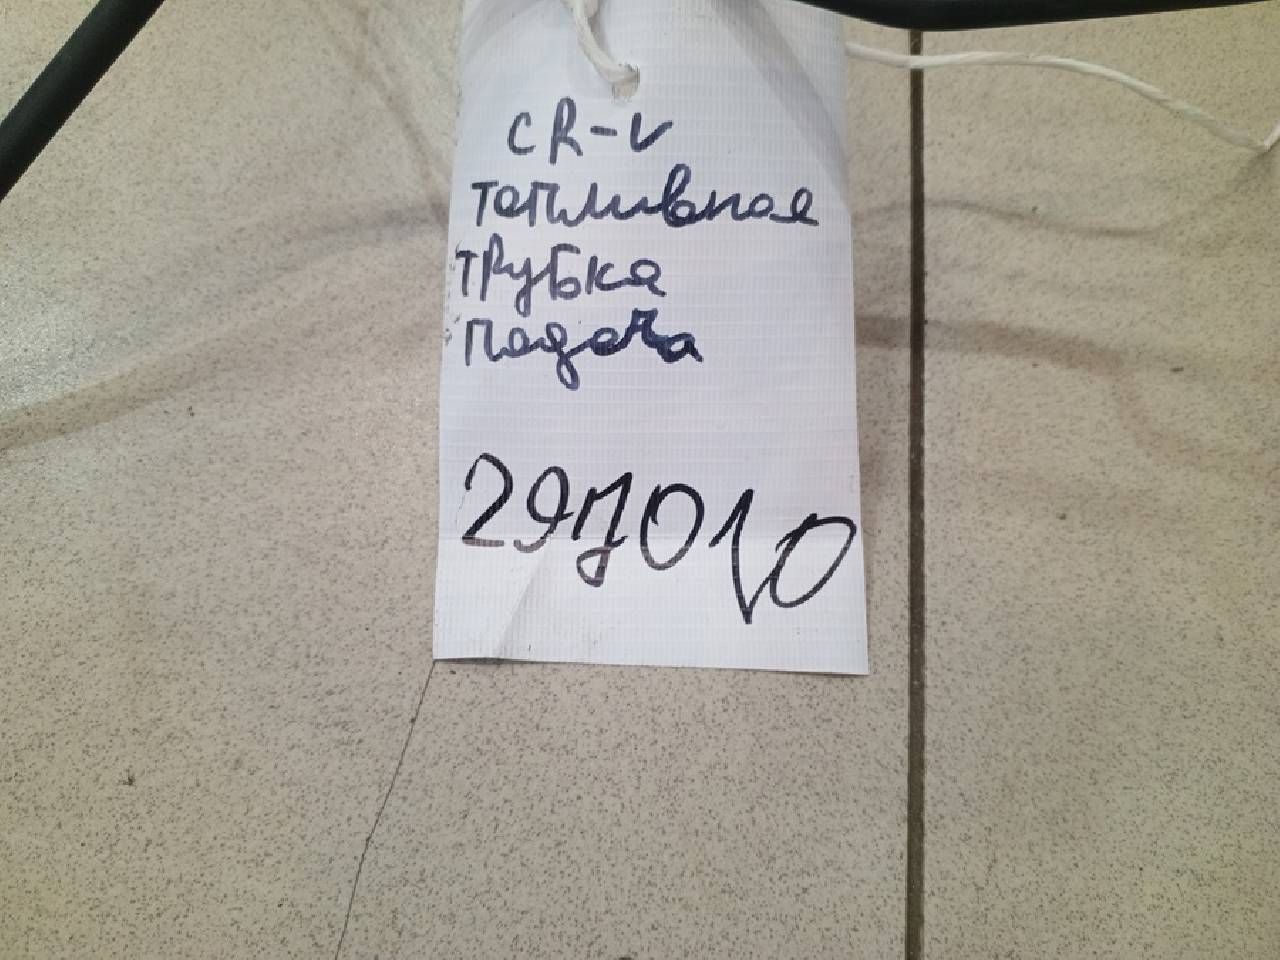 CR-V
топливная
трубка
подача
297010